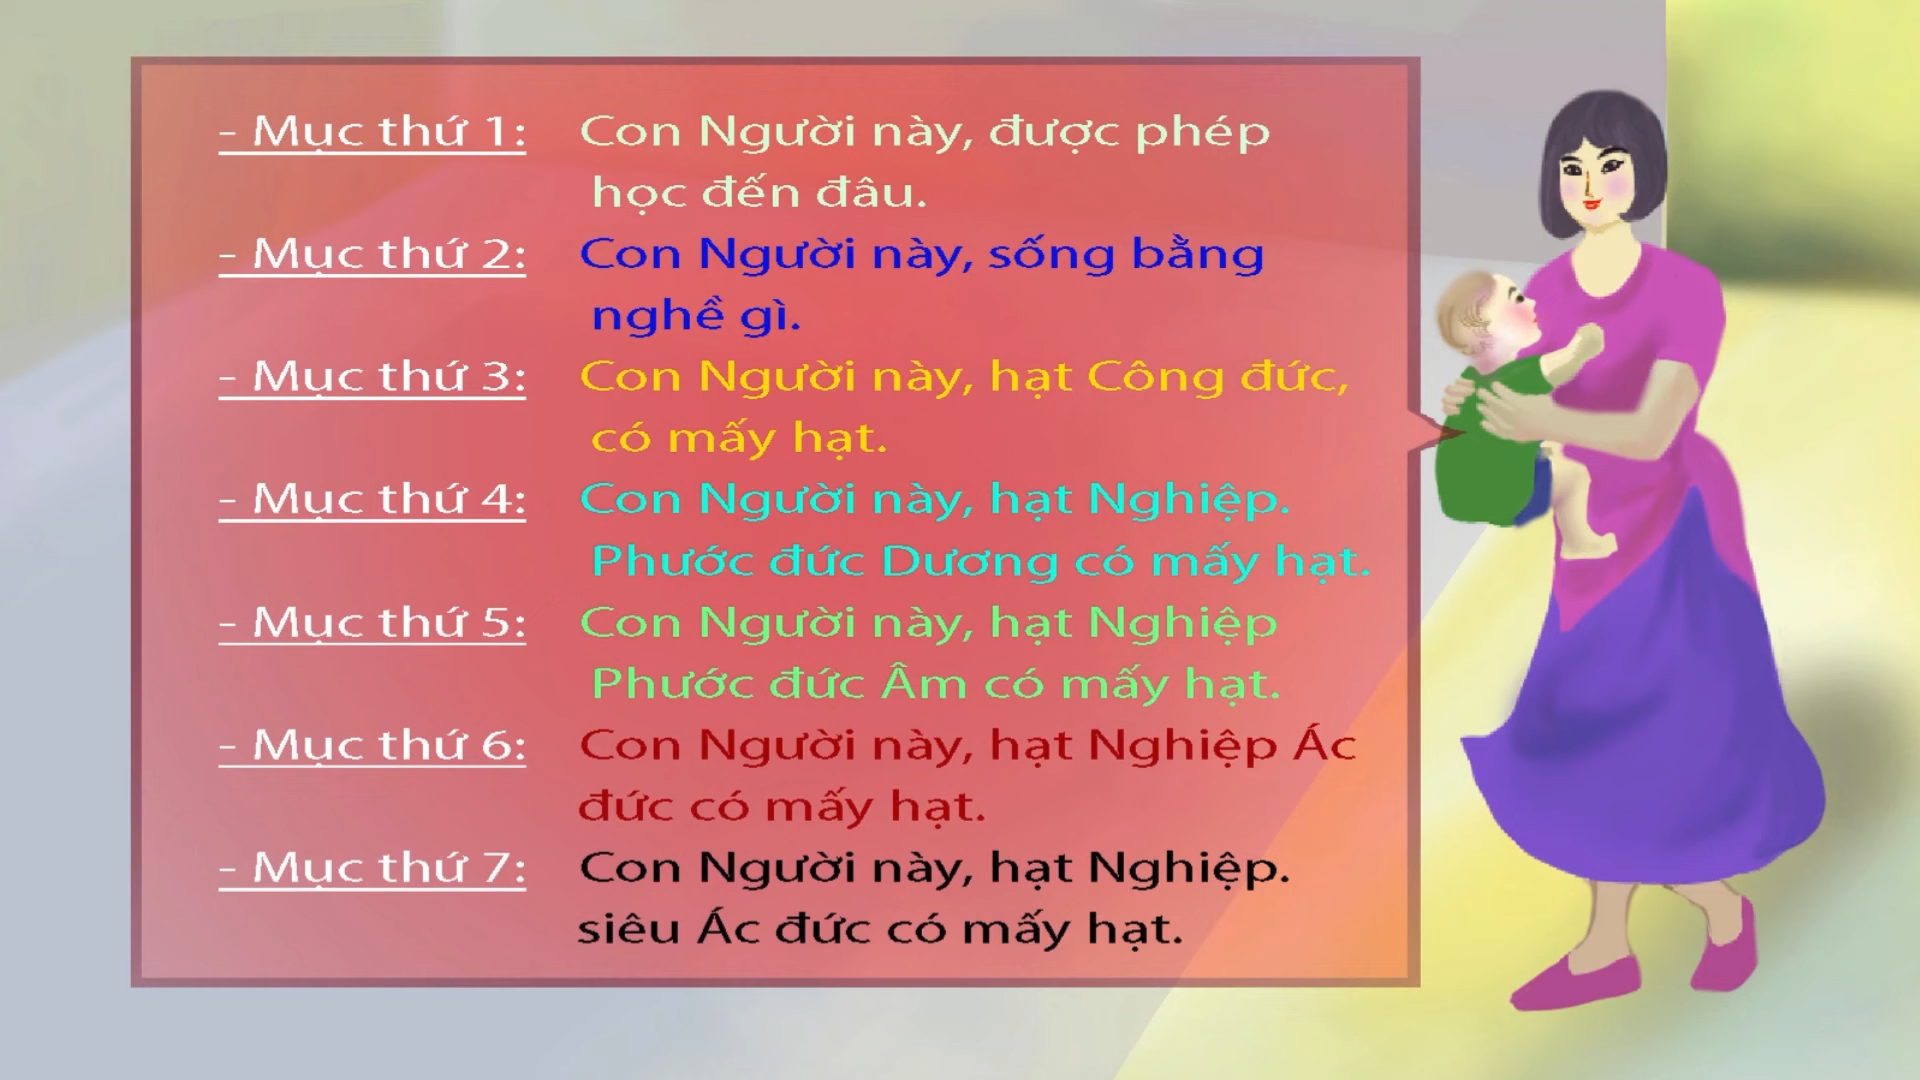 - Mục thứ 1: Con Người này, được phép
học đến đâu.
- Mục thứ 2: Con Người này, sống bằng
nghề gì.
- Mục thứ 3: Con Người này, hạt Công đức,
có mấy hạt.
- Mục thứ 4: Con Người này, hạt Nghiệp.
Phước đức Dương có mấy hạt.
- Mục thứ 5: Con Người này, hạt Nghiệp
Phước đức Âm có mấy hạt.
- Mục thứ 6: Con Người này, hạt Nghiệp Ác
đức có mấy hạt.
- Mục thứ 7: Con Người này, hạt Nghiệp.
siêu Ác đức có mấy hạt.